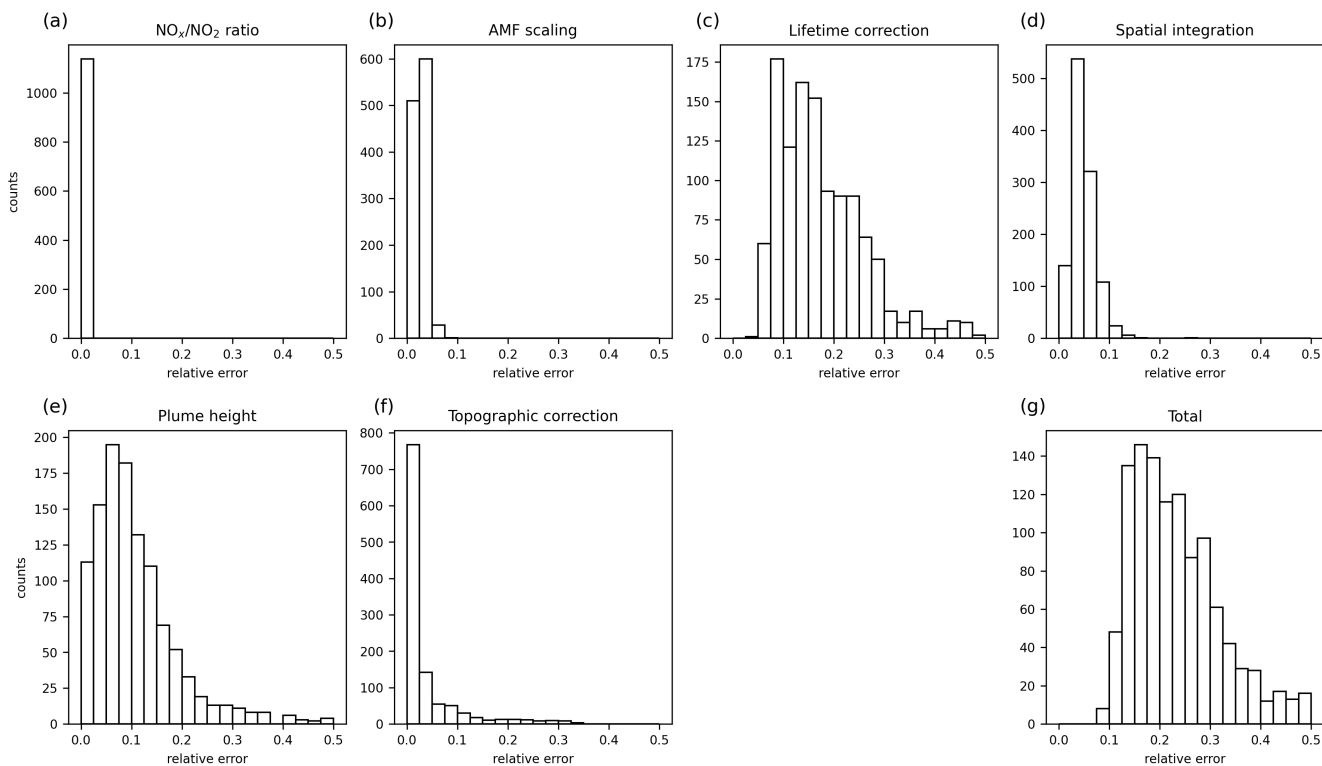 (a)
NOₓ/NO₂ ratio
counts
1000
800
600
400
200
0
0.0 0.1 0.2 0.3 0.4 0.5
relative error
(b)
AMF scaling
600
500
400
300
200
100
0
0.0 0.1 0.2 0.3 0.4 0.5
relative error
(c)
Lifetime correction
175
150
125
100
75
50
25
0
0.0 0.1 0.2 0.3 0.4 0.5
relative error
(d)
Spatial integration
500
400
300
200
100
0
0.0 0.1 0.2 0.3 0.4 0.5
relative error
(e)
Plume height
counts
200
175
150
125
100
75
50
25
0
0.0 0.1 0.2 0.3 0.4 0.5
relative error
(f)
Topographic correction
800
700
600
500
400
300
200
100
0
0.0 0.1 0.2 0.3 0.4 0.5
relative error
(g)
Total
140
120
100
80
60
40
20
0
0.0 0.1 0.2 0.3 0.4 0.5
relative error